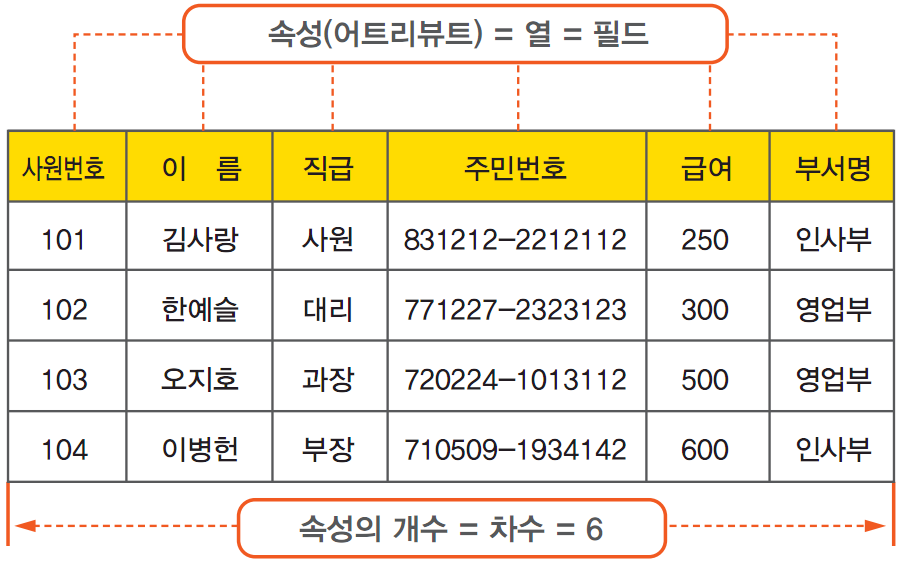 속성(어트리뷰트) = 열 = 필드
사원번호 이 름 직급 주민번호 급여 부서명
101 김사랑 사원 831212-2212112 250 인사부
102 한예슬 대리 771227-2323123 300 영업부
103 오지호 과장 720224-1013112 500 영업부
104 이병헌 부장 710509-1934142 600 인사부
속성의 개수 = 차수 = 6